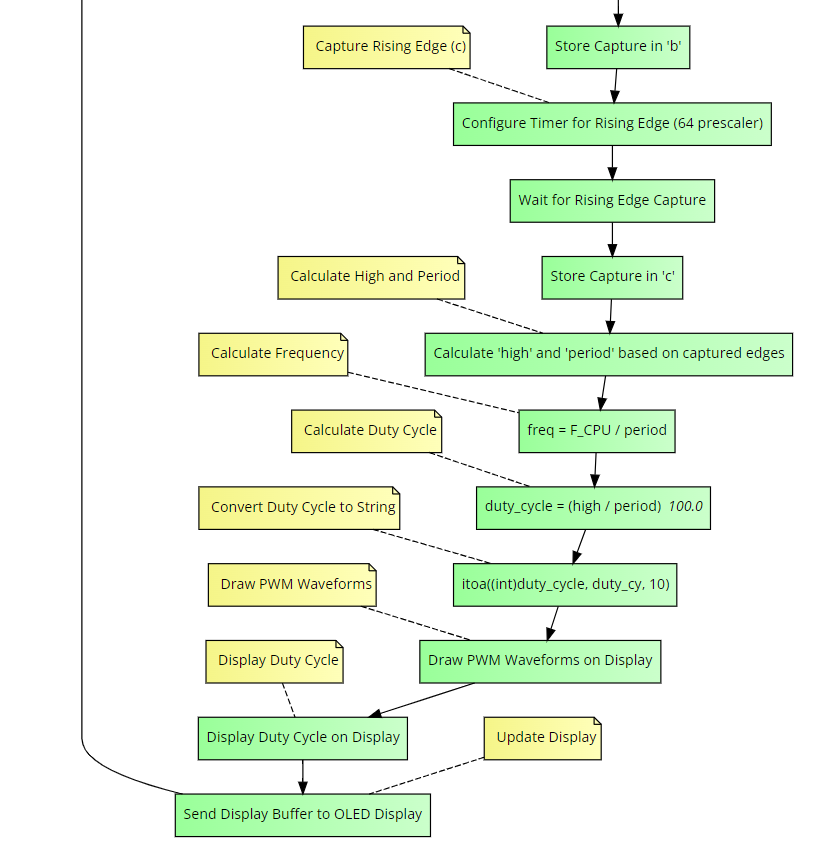 Capture Rising Edge (c)
Store Capture in 'b'
Configure Timer for Rising Edge (64 prescaler)
Wait for Rising Edge Capture
Calculate High and Period
Store Capture in 'c'
Calculate Frequency
Calculate 'high' and 'period' based on captured edges
Calculate Duty Cycle
freq = F_CPU / period
Convert Duty Cycle to String
duty_cycle = (high / period) 100.0
Draw PWM Waveforms
itoa((int)duty_cycle, duty_cy, 10)
Display Duty Cycle
Draw PWM Waveforms on Display
Display Duty Cycle on Display
Update Display
Send Display Buffer to OLED Display